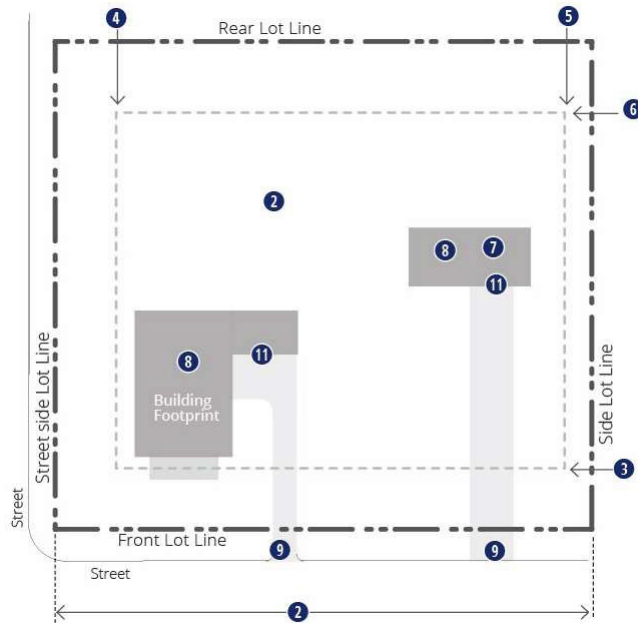 4
5
Rear Lot Line
6
2
8
7
11
11
8
Building
Footprint
Street side Lot Line
Side Lot Line
3
Street
Front Lot Line
9
9
Street
2